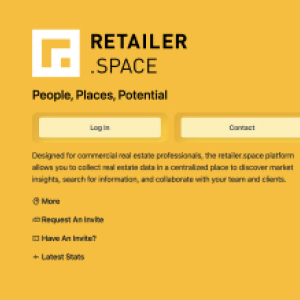 RETAILER
.SPACE
People, Places, Potential
Log In
Contact
Designed for commercial real estate professionals, the retailer.space platform
allows you to collect real estate data in a centralized place to discover market
insights, search for information, and collaborate with your team and clients.
More
Request An Invite
Have An Invite?
Latest Stats